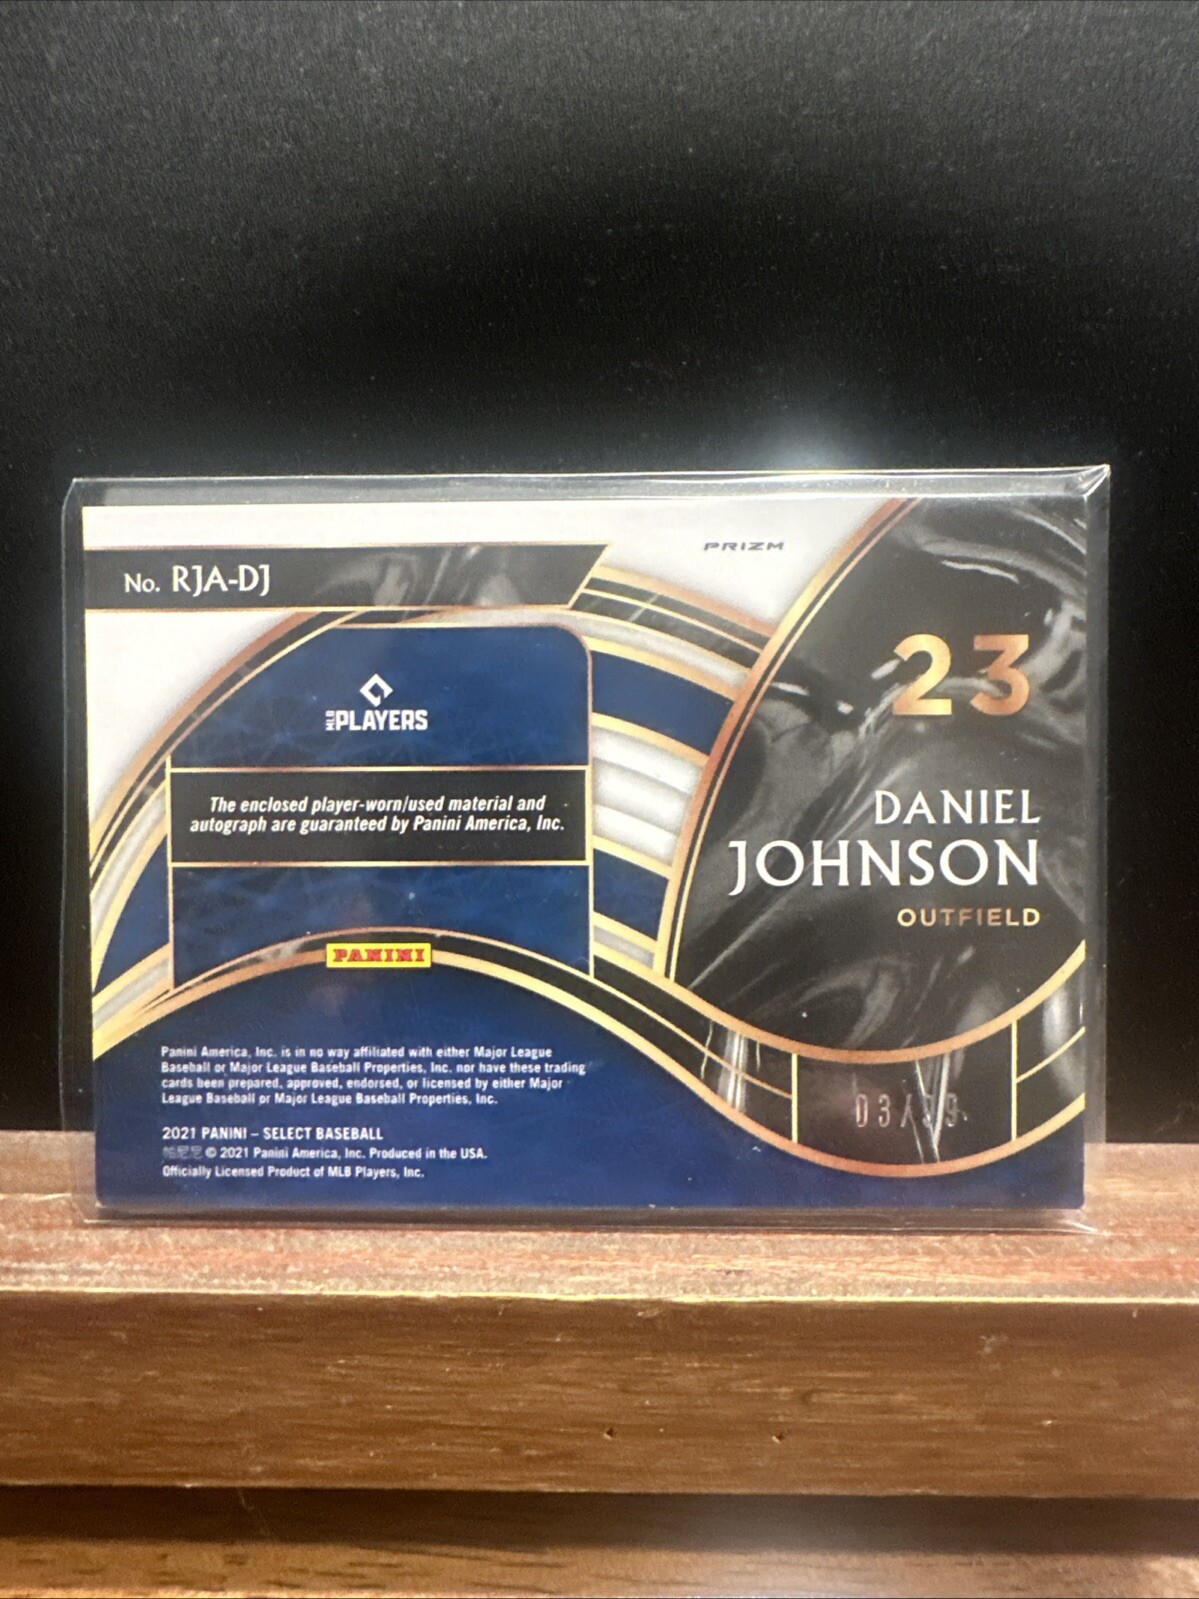 No. RJA-DJ
PRIZM
23
MLB PLAYERS
The enclosed player-worn/used material and
autograph are guaranteed by Panini America, Inc.
DANIEL
JOHNSON
OUTFIELD
PANINI
Panini America, Inc. is in no way affiliated with either Major League
Baseball or Major League Baseball Properties, Inc. nor have these trading
cards been prepared, approved, endorsed, or licensed by either Major
League Baseball or Major League Baseball Properties, Inc.
2021 PANINI – SELECT BASEBALL
帕尼尼 © 2021 Panini America, Inc. Produced in the USA.
Officially Licensed Product of MLB Players, Inc.